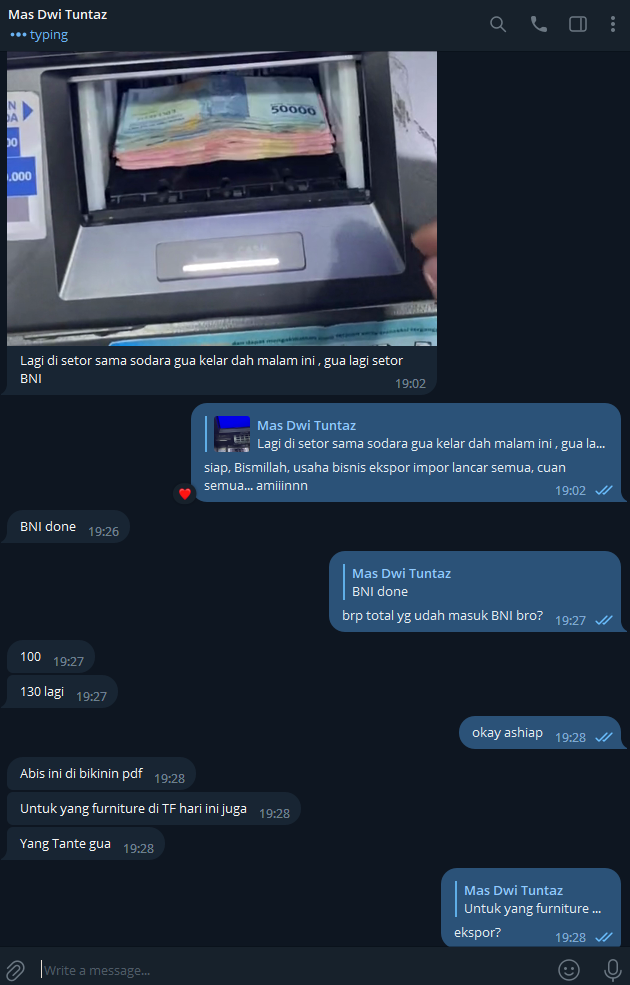 Mas Dwi Tuntaz
typing
50000
Lagi di setor sama sodara gua kelar dah malam ini , gua lagi setor
BNI
19:02
Mas Dwi Tuntaz
Lagi di setor sama sodara gua kelar dah malam ini , gua la...
siap, Bismillah, usaha bisnis ekspor impor lancar semua, cuan
semua... amiiinnn
19:02
BNI done 19:26
Mas Dwi Tuntaz
BNI done
brp total yg udah masuk BNI bro? 19:27
100 19:27
130 lagi 19:27
okay ashiap 19:28
Abis ini di bikinin pdf 19:28
Untuk yang furniture di TF hari ini juga 19:28
Yang Tante gua 19:28
Mas Dwi Tuntaz
Untuk yang furniture ...
ekspor? 19:28
Write a message...